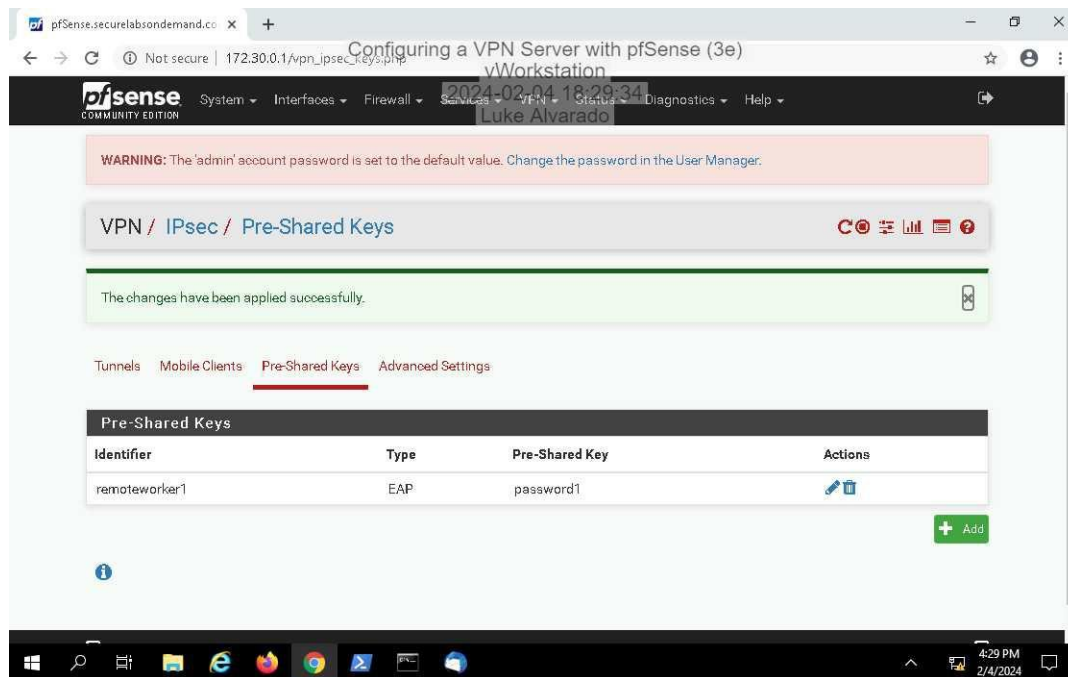 pfSense.securelabsondemand.co
Not secure | 172.30.0.1/vpn_ipsec_keys.php
Configuring a VPN Server with pfSense (3e)
vWorkstation
2024-02-04 18:29:34
Luke Alvarado
pfsense System Interfaces Firewall Services VPN Status Diagnostics Help
COMMUNITY EDITION
WARNING: The 'admin' account password is set to the default value. Change the password in the User Manager.
VPN / IPsec / Pre-Shared Keys
The changes have been applied successfully.
Tunnels Mobile Clients Pre-Shared Keys Advanced Settings
Pre-Shared Keys
Identifier Type Pre-Shared Key Actions
remoteworker1 EAP password1
Add
4:29 PM
2/4/2024